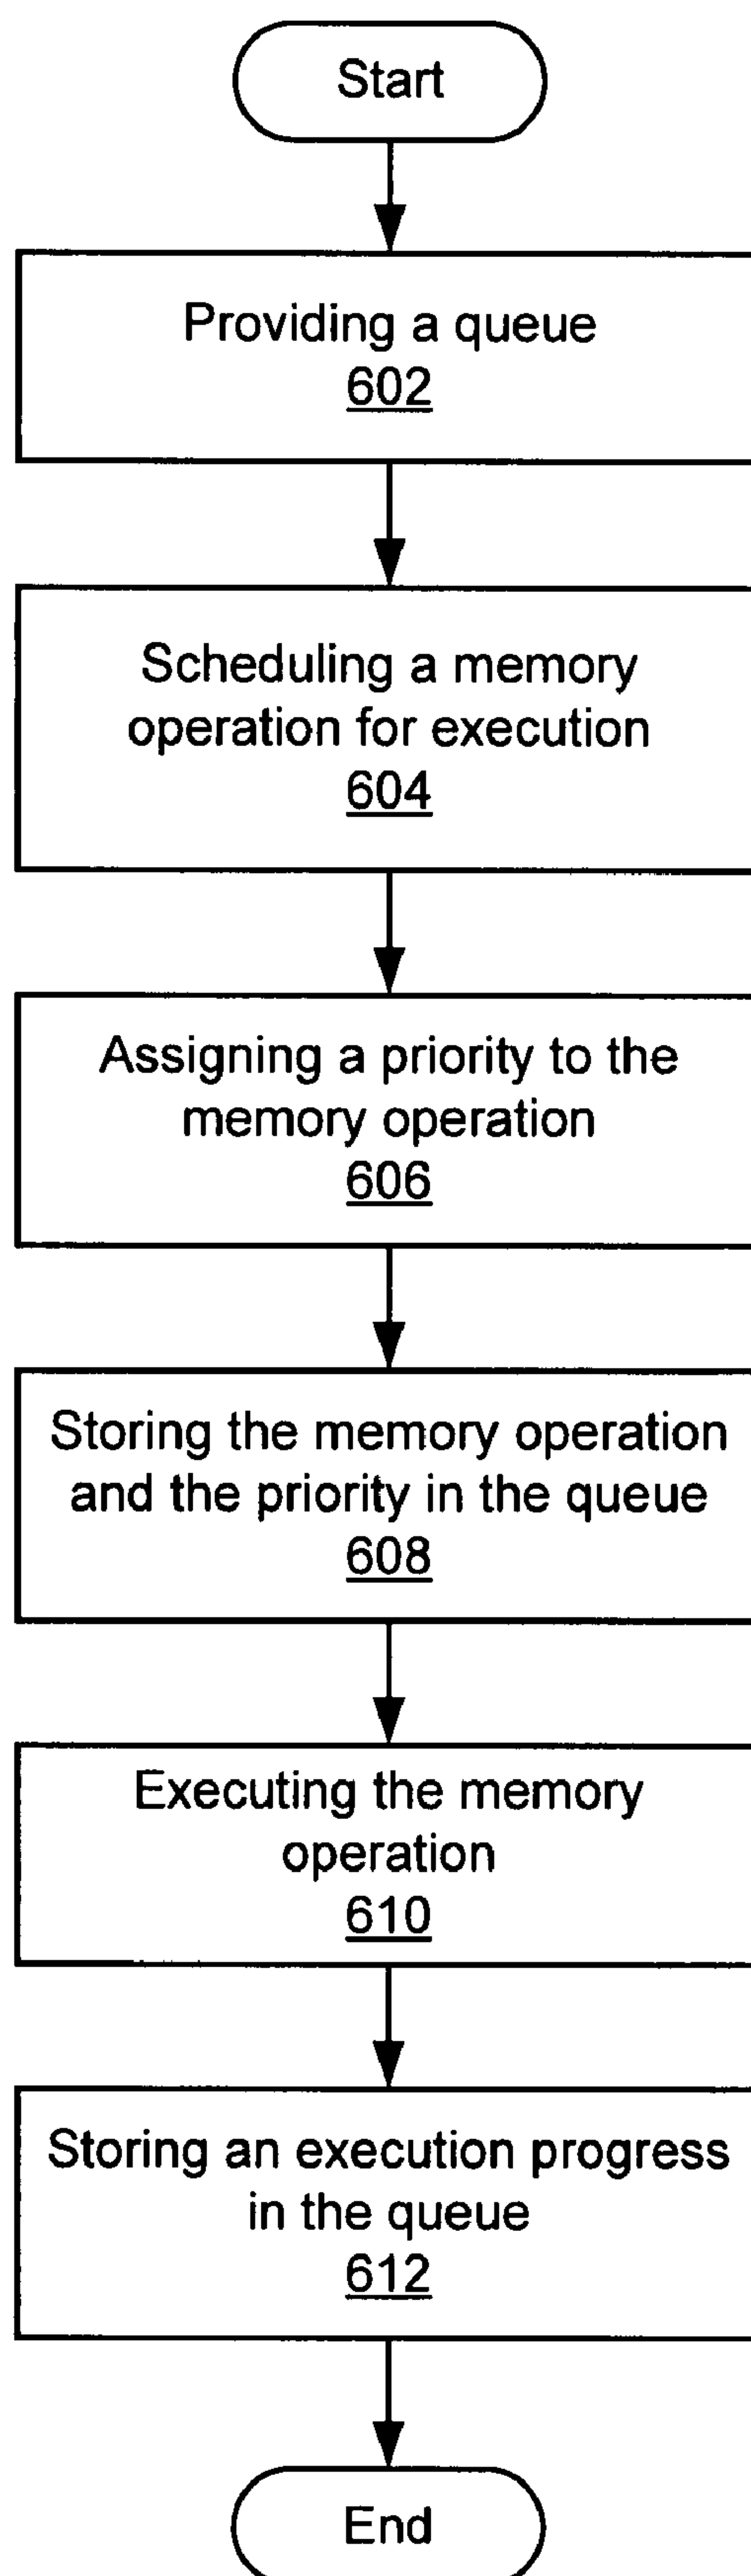 Start
Providing a queue
602
Scheduling a memory
operation for execution
604
Assigning a priority to the
memory operation
606
Storing the memory operation
and the priority in the queue
608
Executing the memory
operation
610
Storing an execution progress
in the queue
612
End